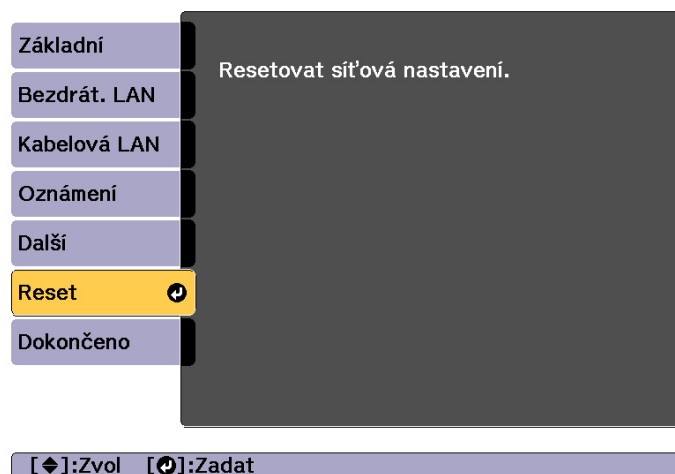 Základní
Bezdrát. LAN
Kabelová LAN
Oznámení
Další
Reset
Dokončeno
Resetovat síťová nastavení.
[◆]:Zvol [↵]:Zadat